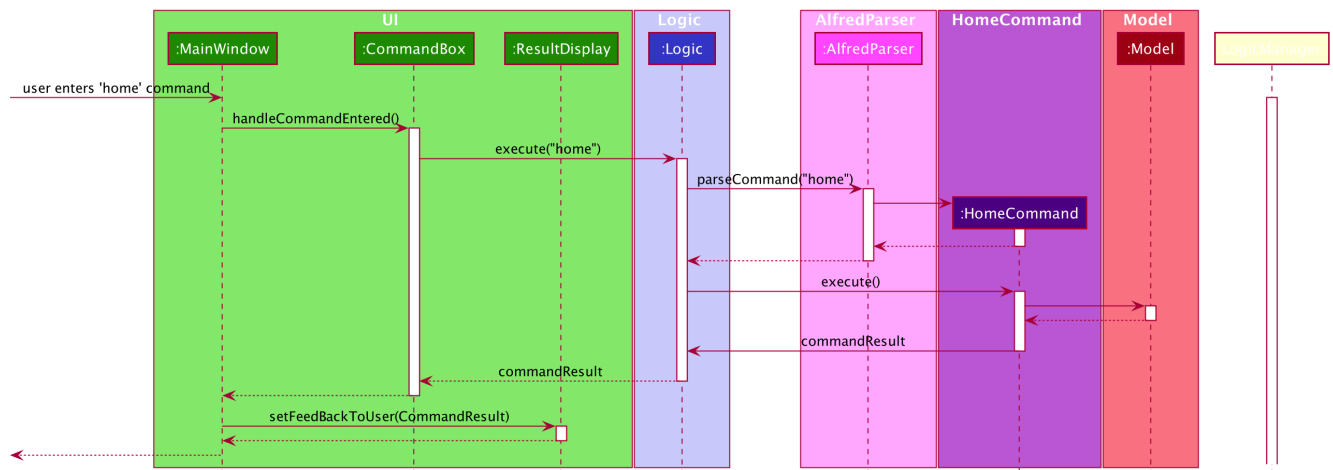 UI
Logic
AlfredParser
HomeCommand
Model
:MainWindow
:CommandBox
:ResultDisplay
:Logic
:AlfredParser
:Model
user enters 'home' command
handleCommandEntered()
execute("home")
parseCommand("home")
:HomeCommand
execute()
commandResult
commandResult
setFeedBackToUser(CommandResult)